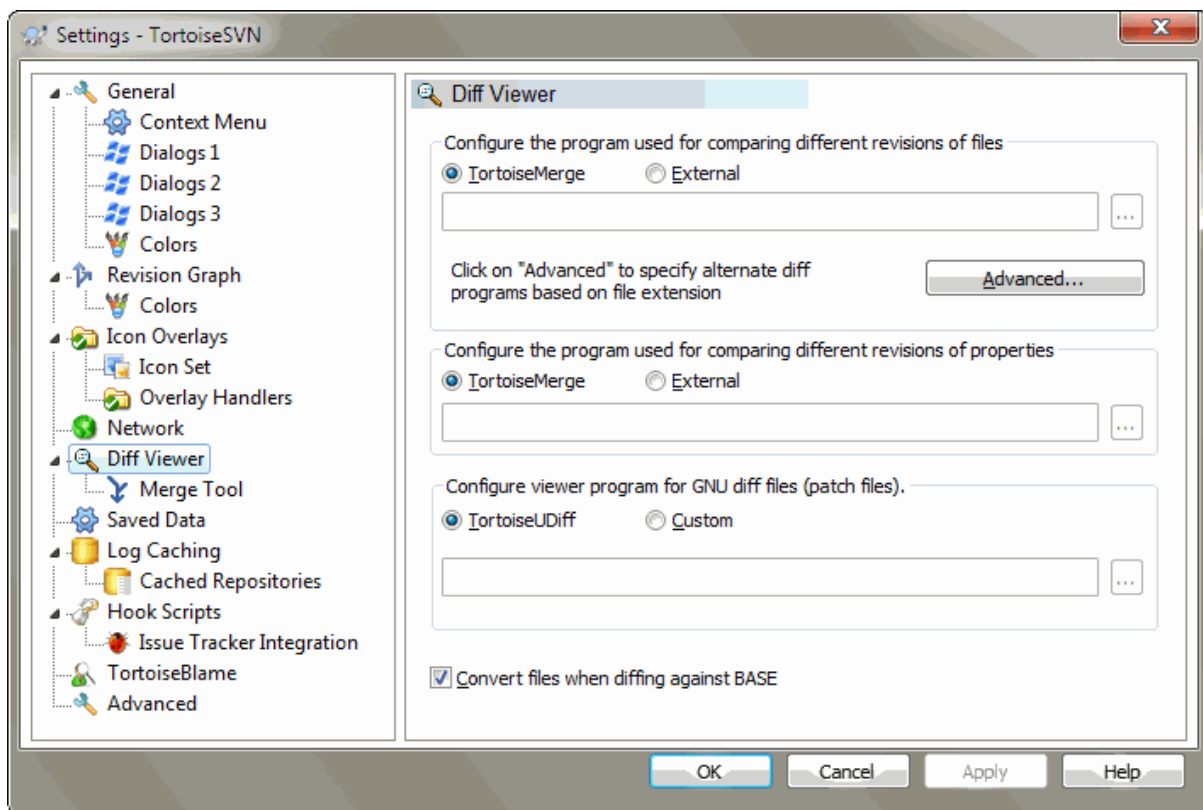 Settings - TortoiseSVN
General
Context Menu
Dialogs 1
Dialogs 2
Dialogs 3
Colors
Revision Graph
Colors
Icon Overlays
Icon Set
Overlay Handlers
Network
Diff Viewer
Merge Tool
Saved Data
Log Caching
Cached Repositories
Hook Scripts
Issue Tracker Integration
TortoiseBlame
Advanced
Diff Viewer
Configure the program used for comparing different revisions of files
TortoiseMerge External
...
Click on "Advanced" to specify alternate diff
programs based on file extension
Advanced...
Configure the program used for comparing different revisions of properties
TortoiseMerge External
...
Configure viewer program for GNU diff files (patch files).
TortoiseUDiff Custom
...
Convert files when diffing against BASE
OK Cancel Apply Help